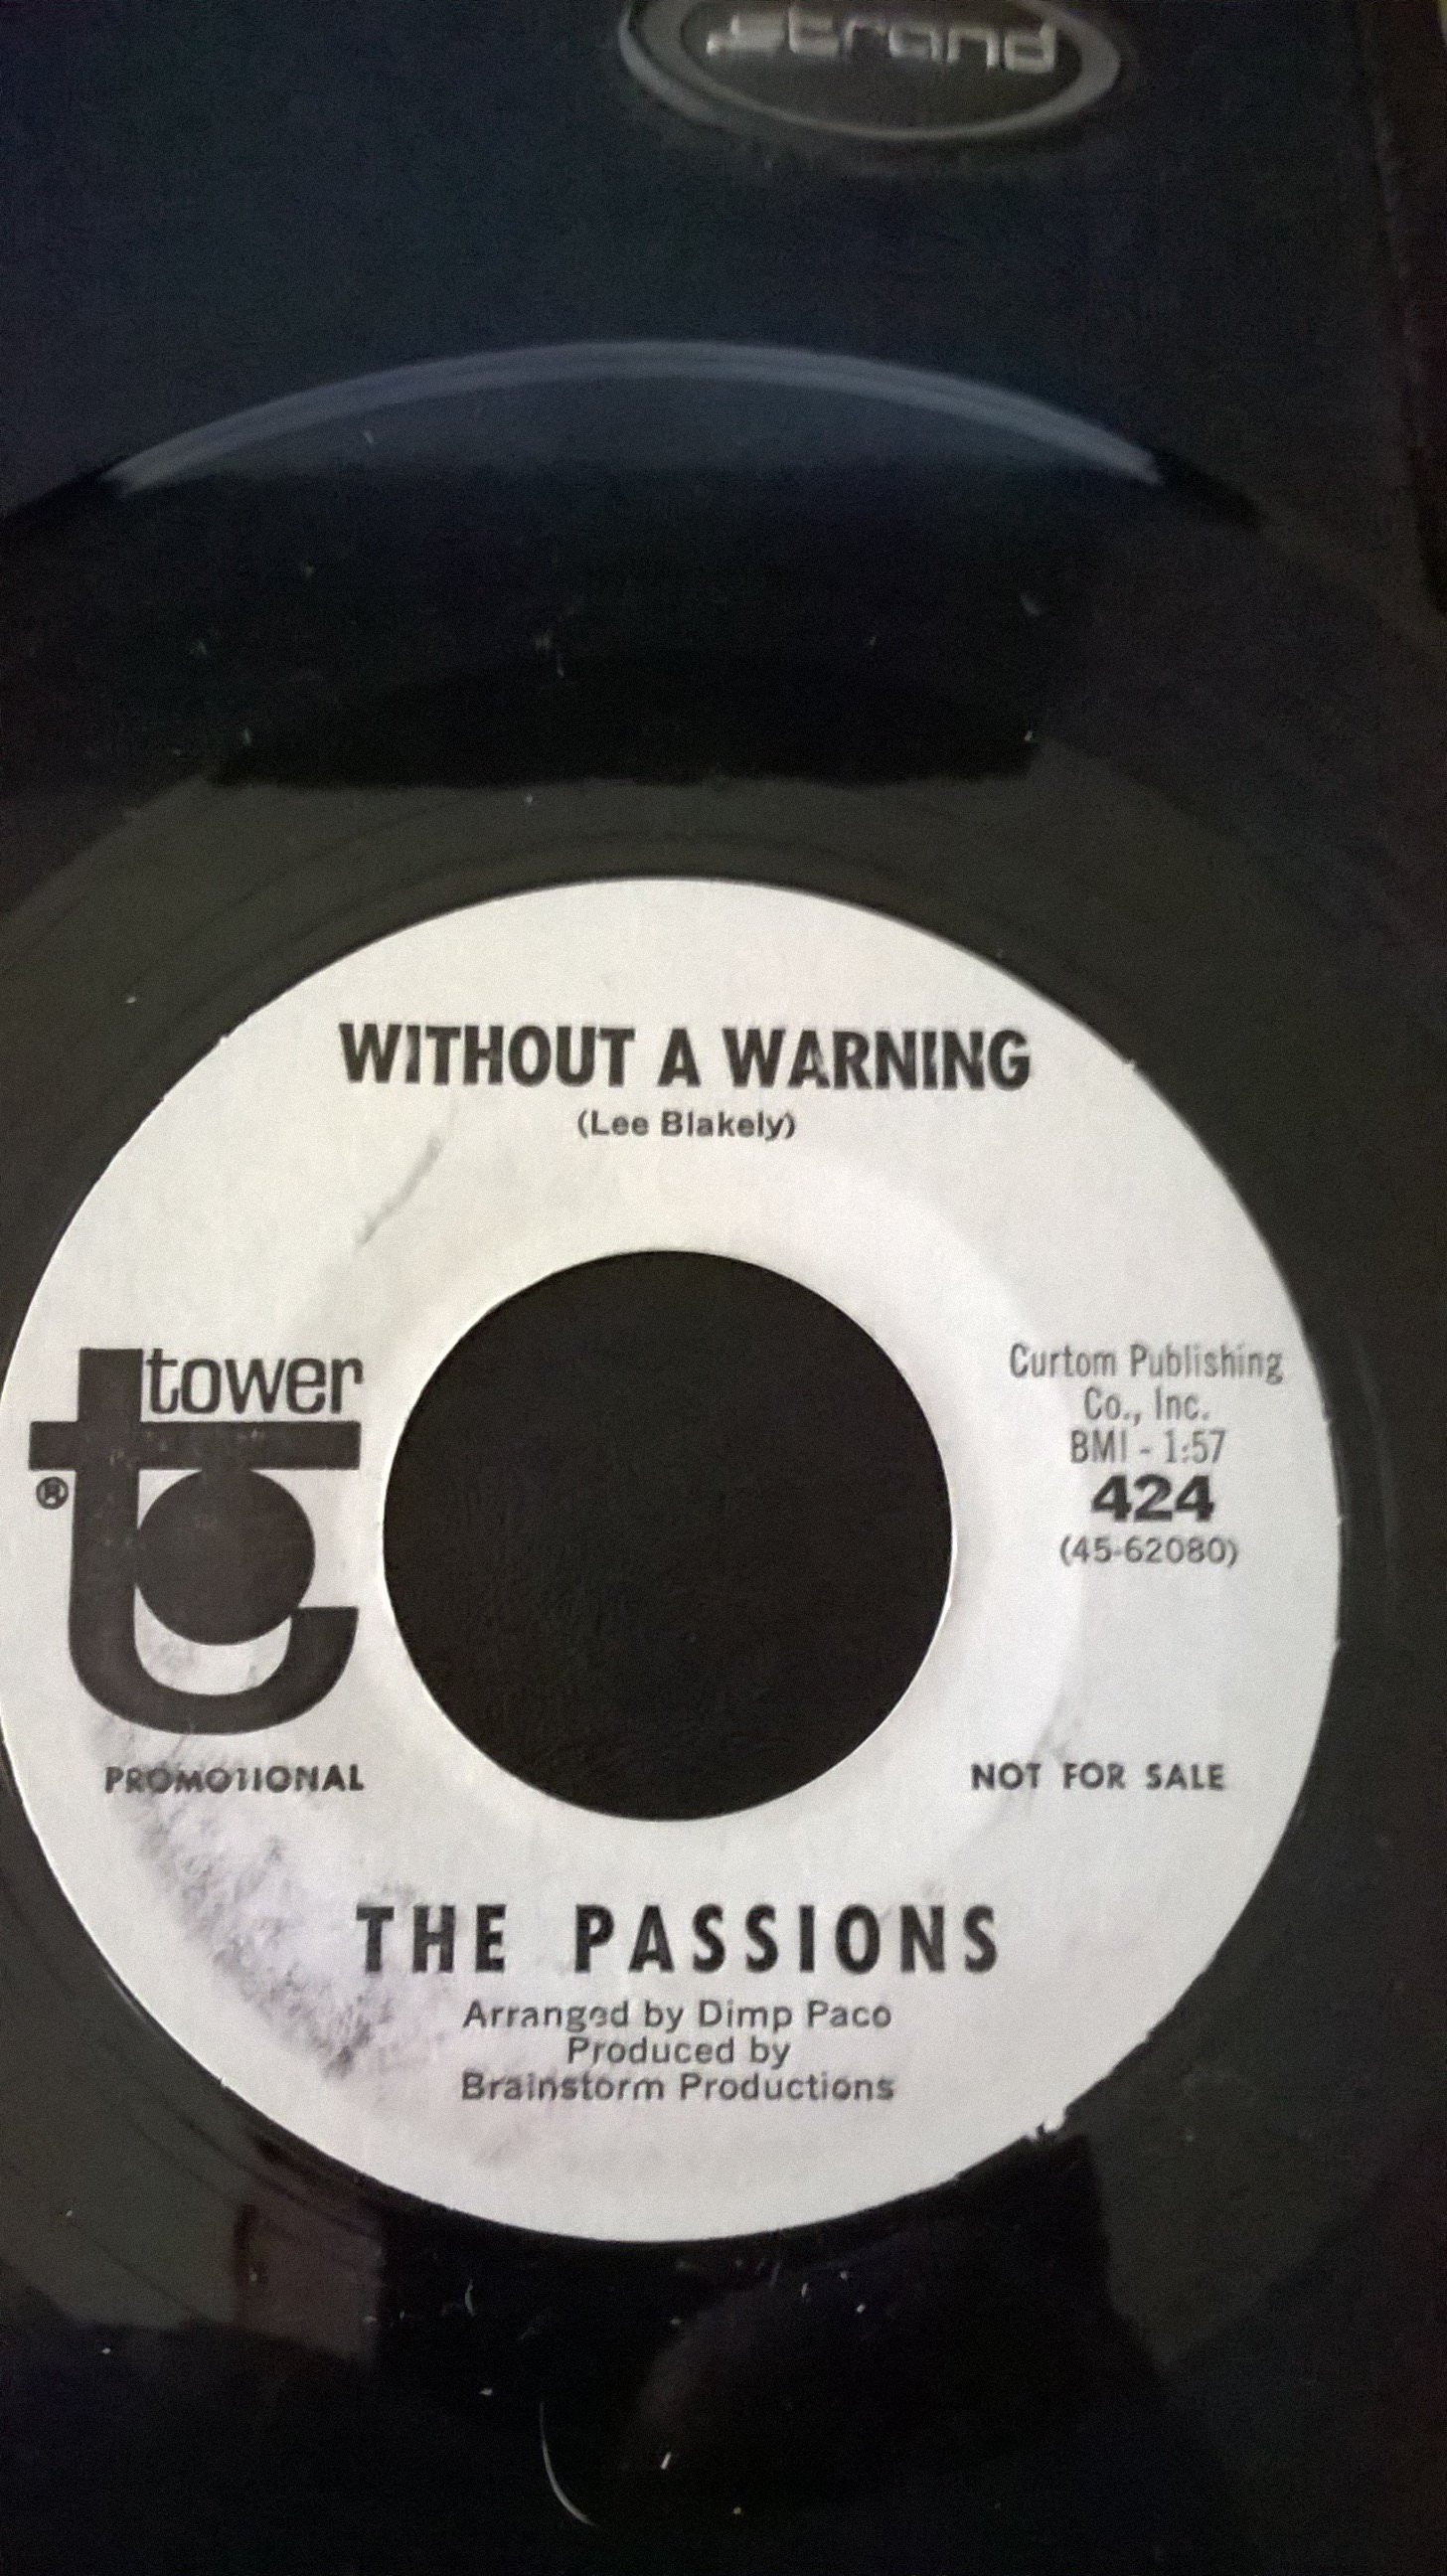 strand
WITHOUT A WARNING
(Lee Blakely)
tower
®
Curtom Publishing
Co., Inc.
BMI - 1:57
424
(45-62080)
PROMOTIONAL
NOT FOR SALE
THE PASSIONS
Arranged by Dimp Paco
Produced by
Brainstorm Productions